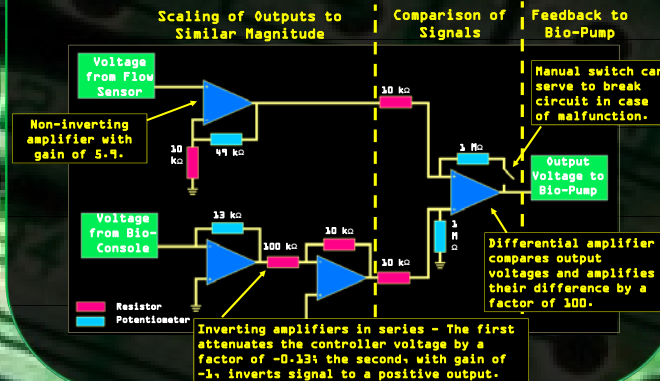 Scaling of Outputs to
Similar Magnitude
Comparison of
Signals
Feedback to
Bio-Pump
Voltage
from Flow
Sensor
Manual switch can
serve to break
circuit in case
of malfunction.
10 kΩ
Non-inverting
amplifier with
gain of 5.9.
10
kΩ
49 kΩ
1 MΩ
Output
Voltage to
Bio-Pump
Voltage
from Bio-
Console
13 kΩ
100 kΩ
10 kΩ
10 kΩ
1
M
Ω
Differential amplifier
compares output
voltages and amplifies
their difference by a
factor of 100.
Resistor
Potentiometer
Inverting amplifiers in series - The first
attenuates the controller voltage by a
factor of -0.13; the second, with gain of
-1, inverts signal to a positive output.